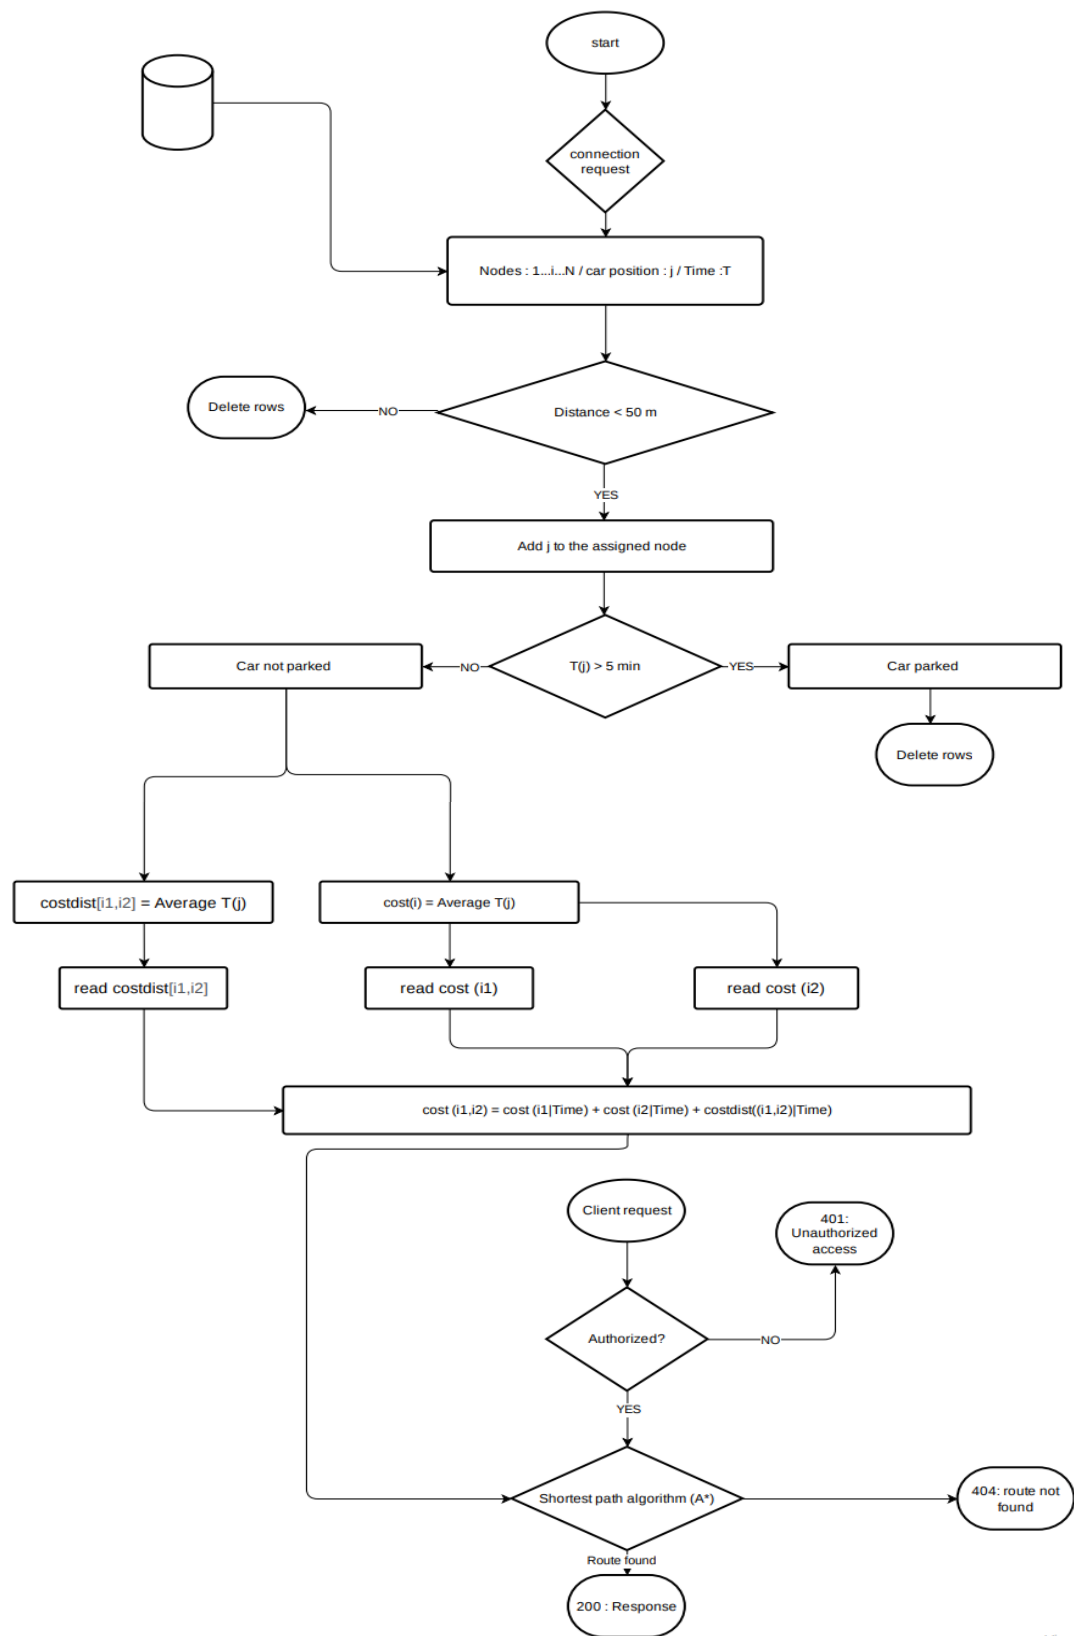 start
connection
request
Nodes : 1...i...N / car position : j / Time :T
Delete rows
NO
Distance < 50 m
YES
Add j to the assigned node
Car not parked
NO
T(j) > 5 min
YES
Car parked
Delete rows
costdist[i1,i2] = Average T(j)
cost(i) = Average T(j)
read costdist[i1,i2]
read cost (i1)
read cost (i2)
cost (i1,i2) = cost (i1|Time) + cost (i2|Time) + costdist((i1,i2)|Time)
Client request
401:
Unauthorized
access
Authorized?
NO
YES
Shortest path algorithm (A*)
404: route not
found
Route found
200 : Response